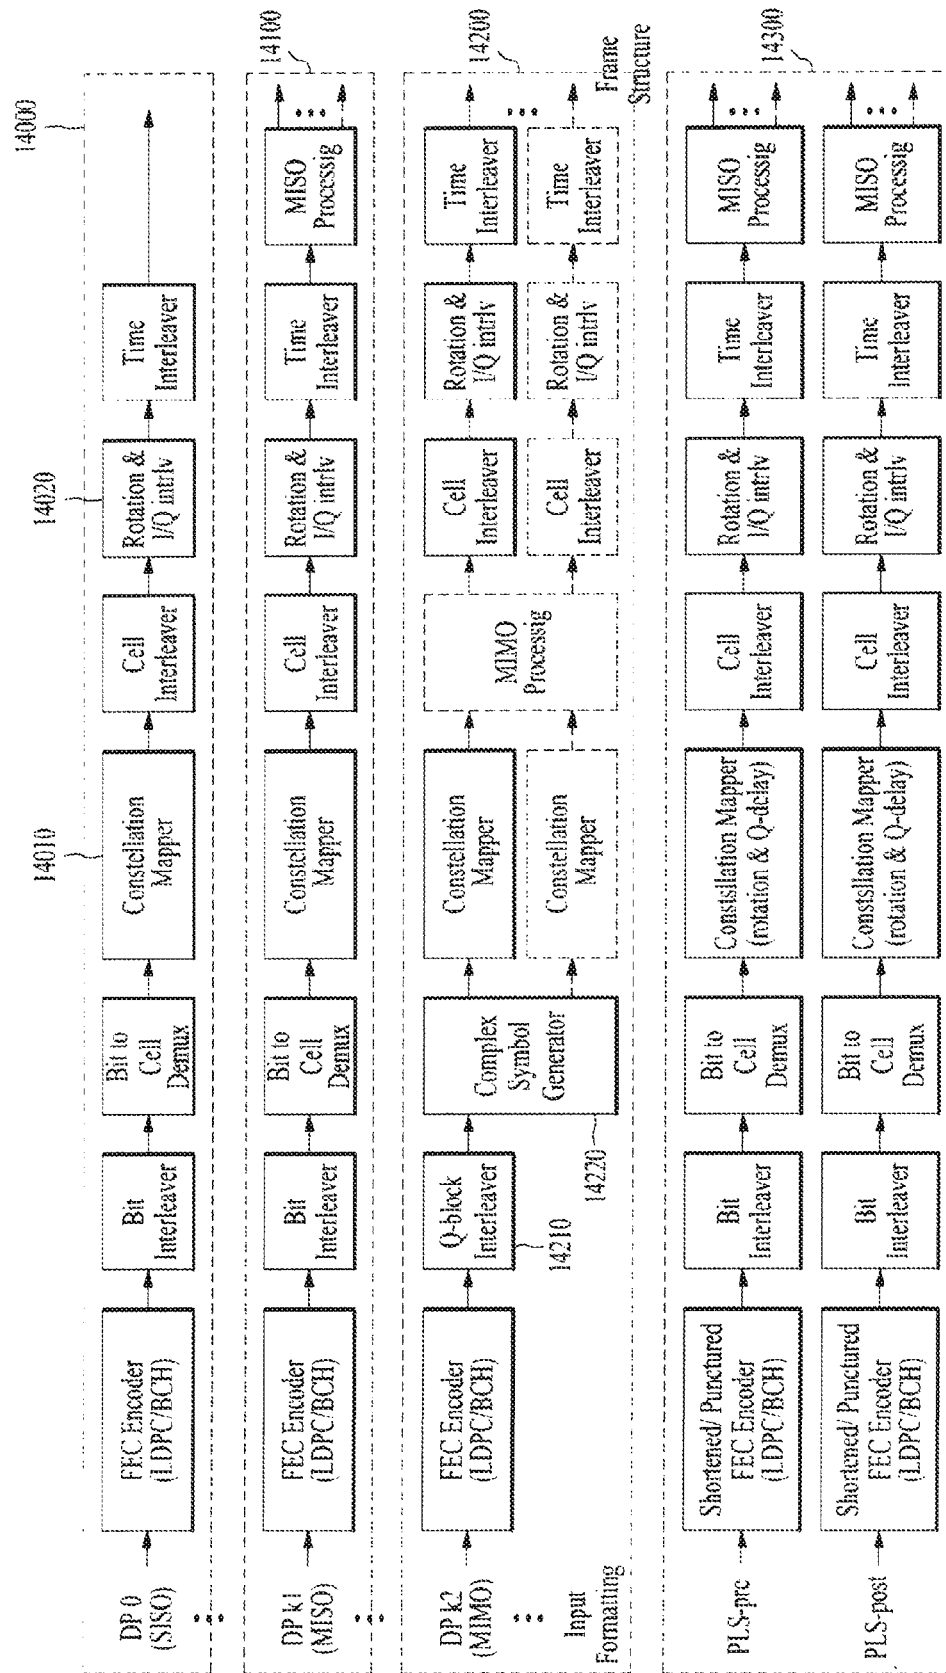 14000
DP 0
(SISO)
FEC Encoder
(LDPC/BCH)
Bit
Interleaver
Bit to
Cell
Demux
14010
Constellation
Mapper
Cell
Interleaver
14020
Rotation &
I/Q intrlv
Time
Interleaver
14100
DP k1
(MISO)
FEC Encoder
(LDPC/BCH)
Bit
Interleaver
Bit to
Cell
Demux
Constellation
Mapper
Cell
Interleaver
Rotation &
I/Q intrlv
Time
Interleaver
MISO
Processig
14200
DP k2
(MIMO)
FEC Encoder
(LDPC/BCH)
Q-block
Interleaver
14210
Complex
Symbol
Generator
14220
Constellation
Mapper
Constellation
Mapper
MIMO
Processig
Cell
Interleaver
Rotation &
I/Q intrlv
Time
Interleaver
Cell
Interleaver
Rotation &
I/Q intrlv
Time
Interleaver
Input
Formatting
Frame
Structure
14300
PLS-pre
Shortened/ Punctured
FEC Encoder
(LDPC/BCH)
Bit
Interleaver
Bit to
Cell
Demux
Constsllation Mapper
(rotation & Q-delay)
Cell
Interleaver
Rotation &
I/Q intrlv
Time
Interleaver
MISO
Processig
PLS-post
Shortened/ Punctured
FEC Encoder
(LDPC/BCH)
Bit
Interleaver
Bit to
Cell
Demux
Constsllation Mapper
(rotation & Q-delay)
Cell
Interleaver
Rotation &
I/Q intrlv
Time
Interleaver
MISO
Processig